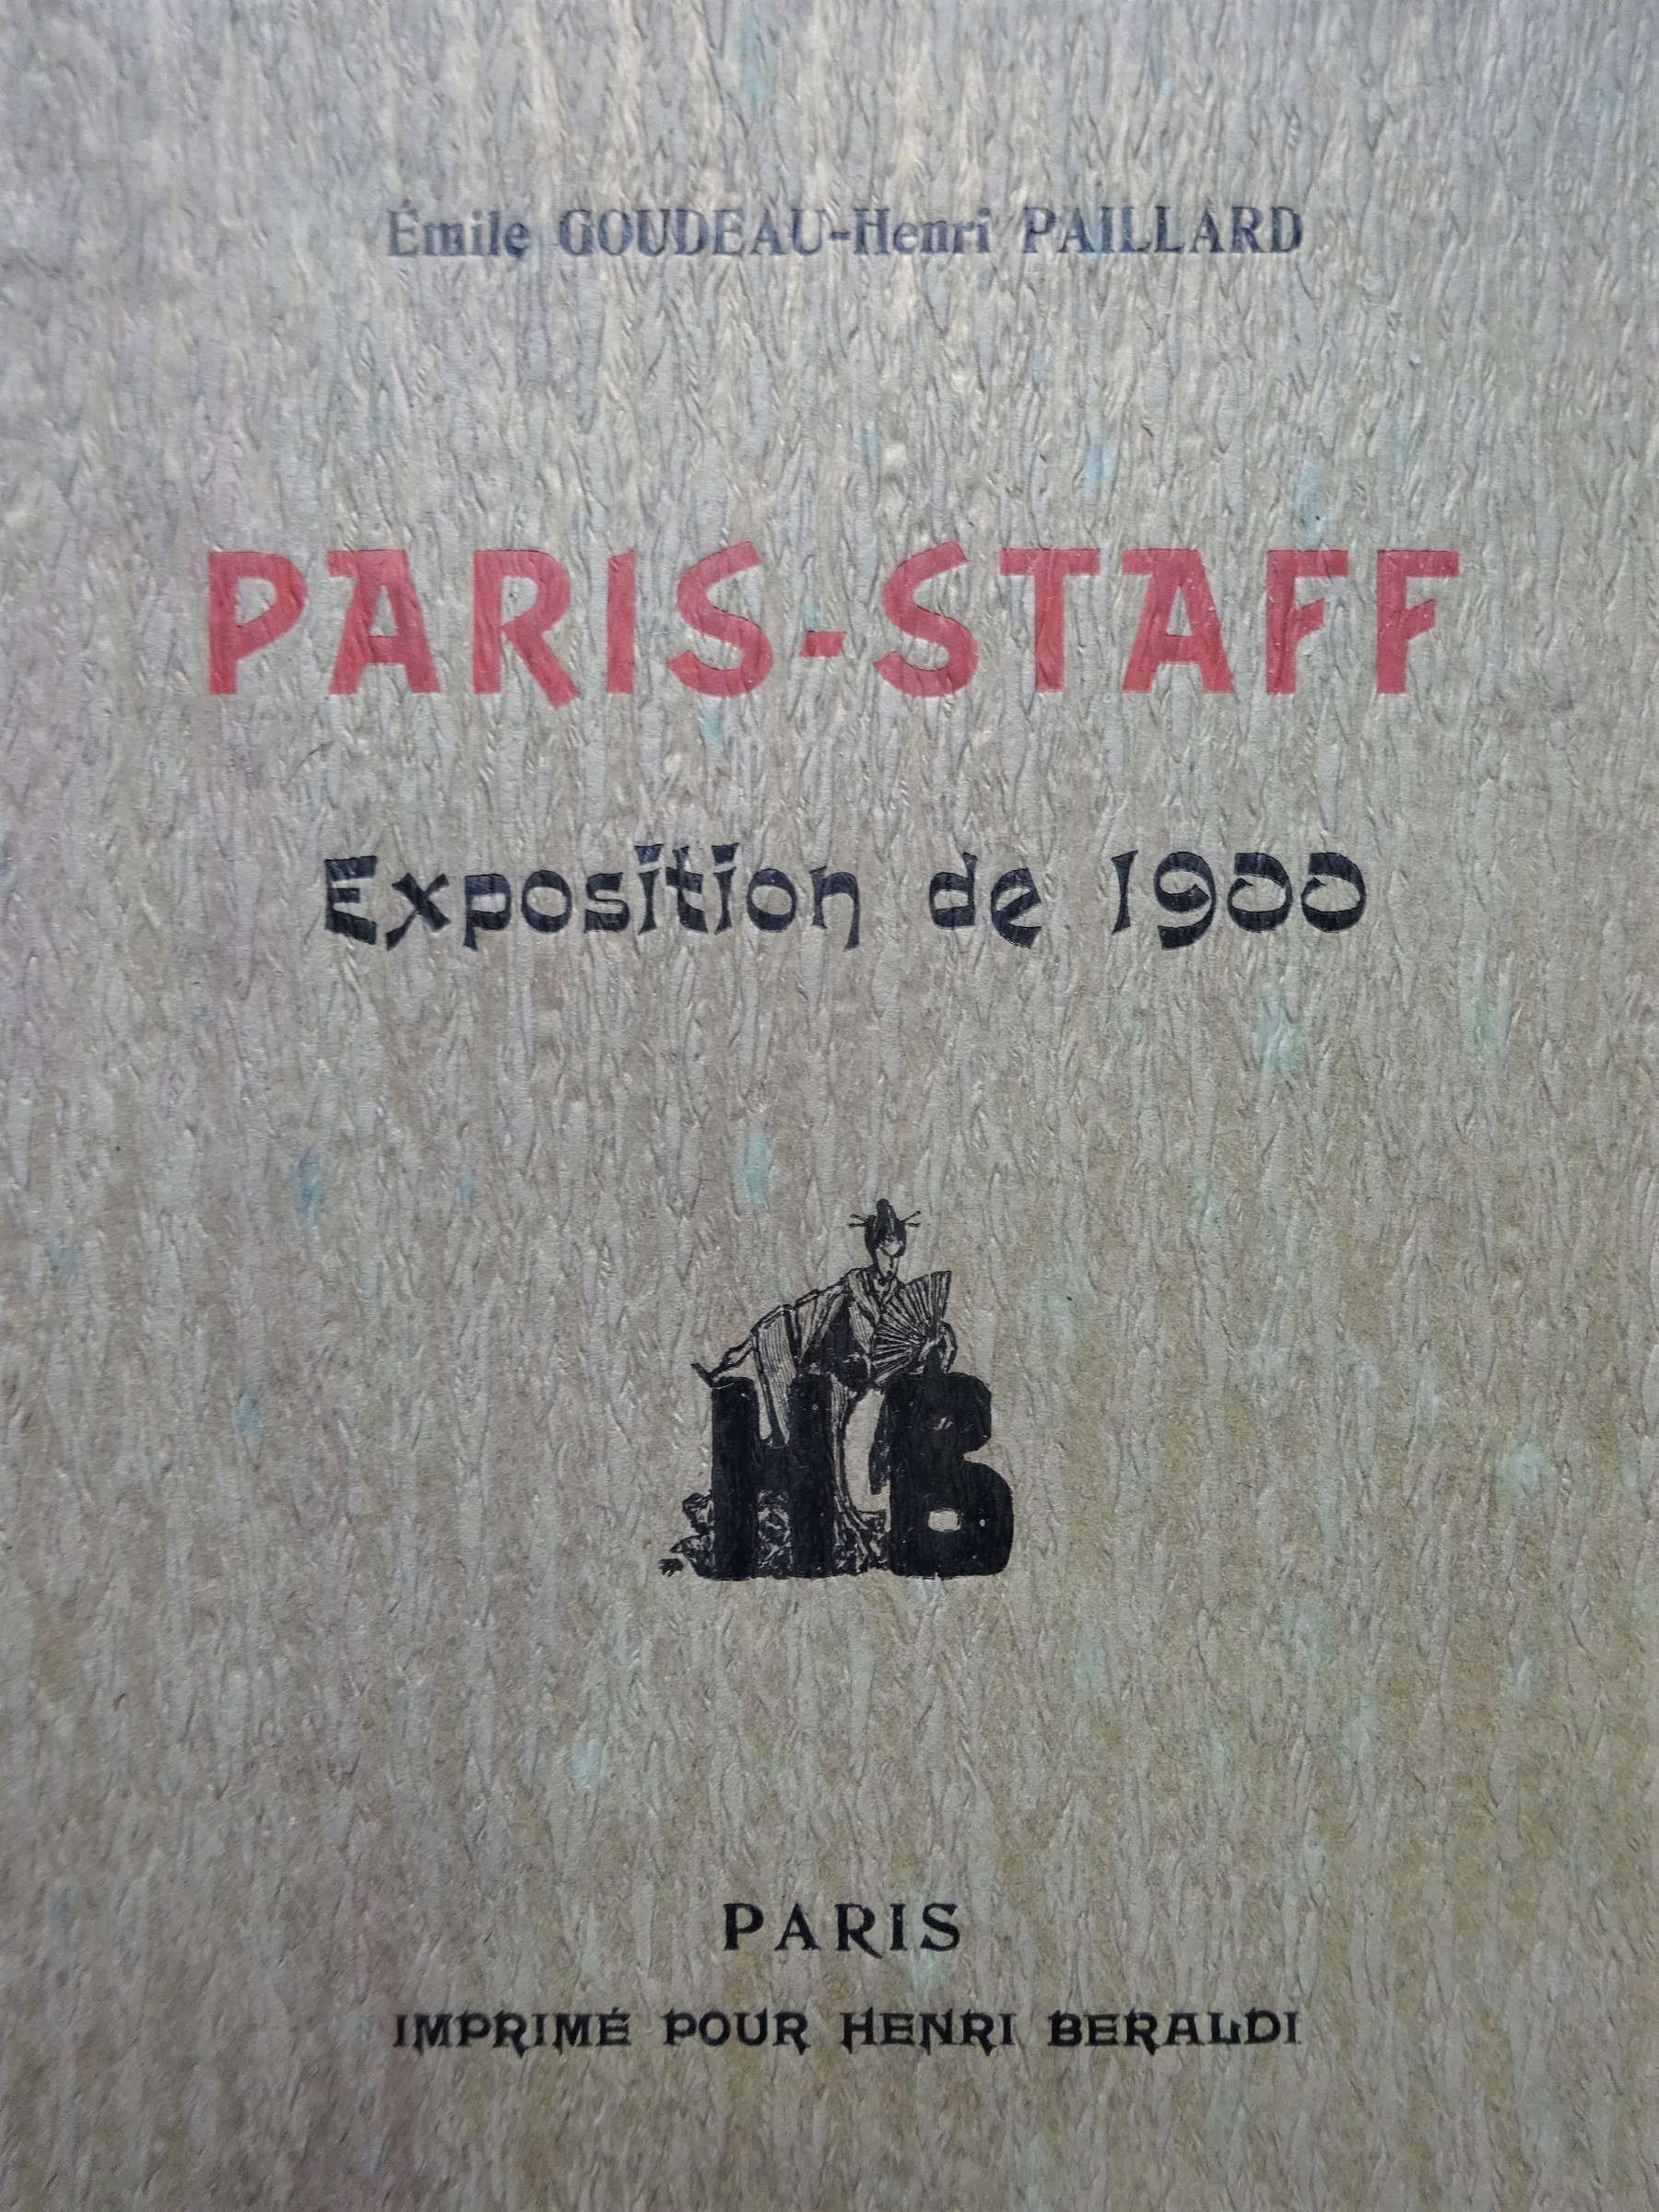 Émile GOUDEAU-Henri PAILLARD
PARIS-STAFF
Exposition de 1900
HB
PARIS
IMPRIMÉ POUR HENRI BERALDI